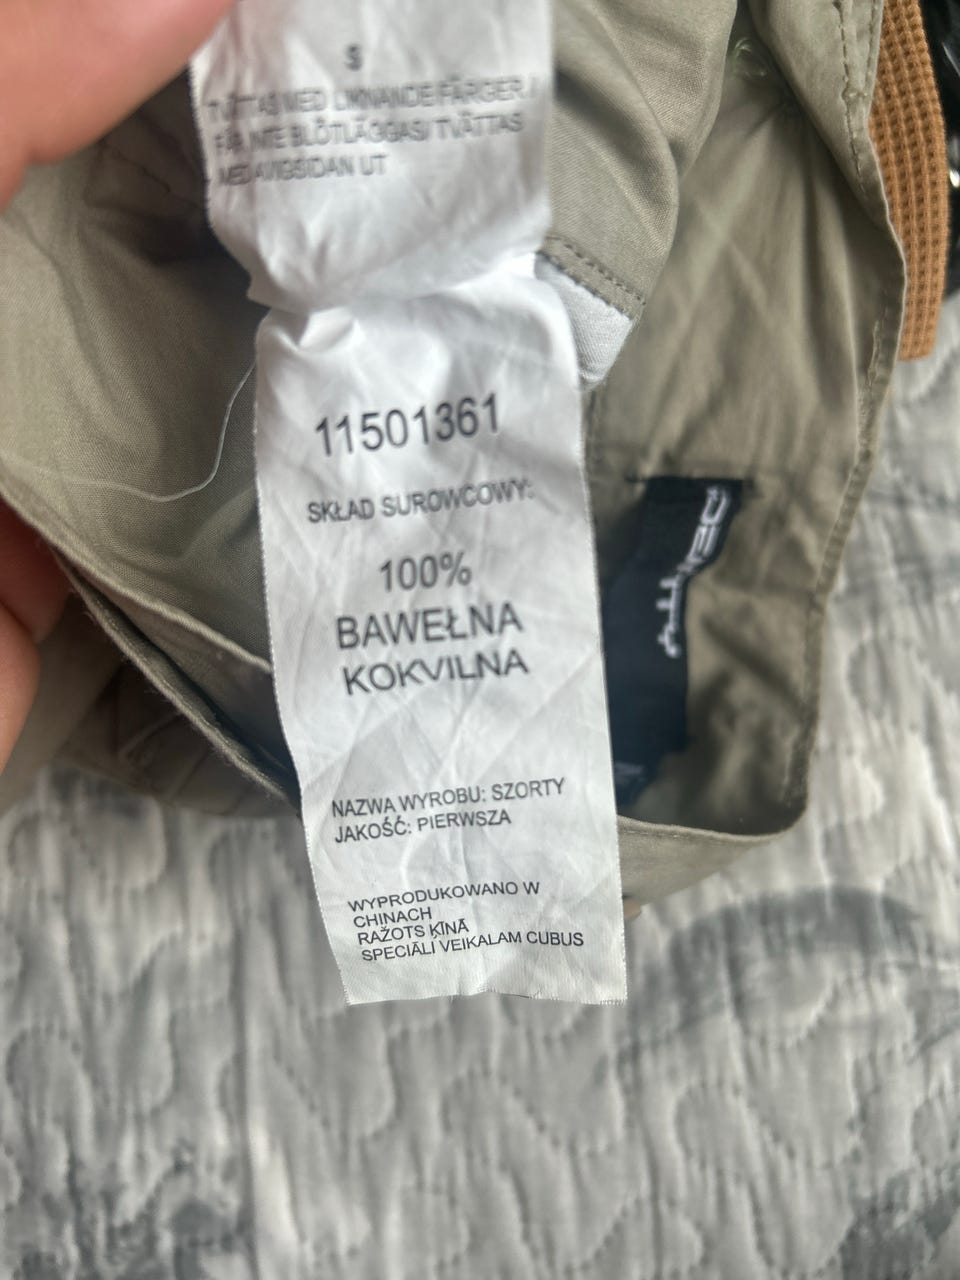 S
TVÄTTAS MED LIKNANDE FÄRGER/
FÅR INTE BLÖTLÄGGAS/ TVÄTTAS
MED AVIGSIDAN UT
11501361
SKŁAD SUROWCOWY:
100%
BAWEŁNA
KOKVILNA
NAZWA WYROBU: SZORTY
JAKOŚĆ: PIERWSZA
WYPRODUKOWANO W
CHINACH
RAŽOTS ĶĪNĀ
SPECIĀLI VEIKALAM CUBUS